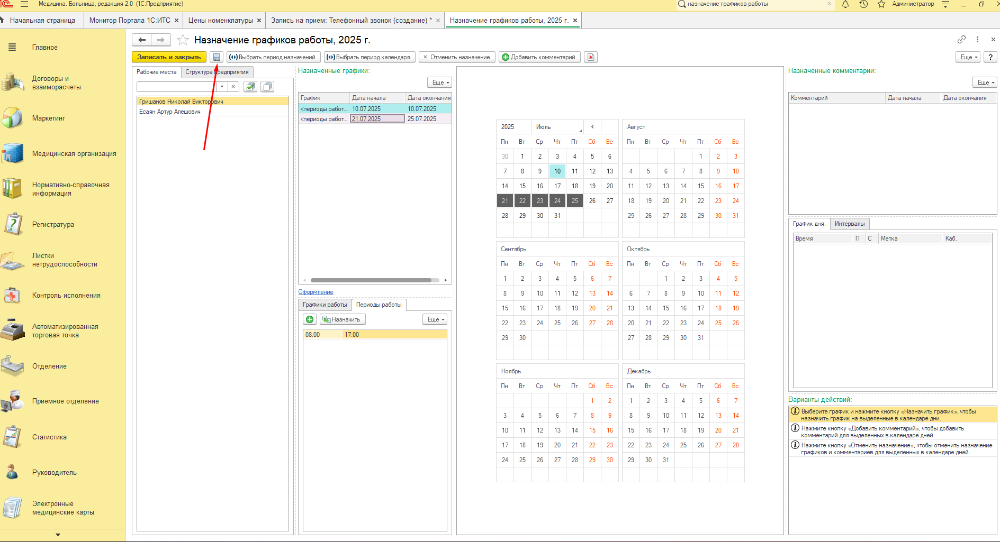 Медицина. Больница, редакция 2.0 (1С:Предприятие)
назначение графиков работы
Администратор
Начальная страница
Монитор Портала 1С:ИТС
Цены номенклатуры
Запись на прием: Телефонный звонок (создание) *
Назначение графиков работы, 2025 г.
Главное
Договоры и
взаиморасчеты
Маркетинг
Медицинская организация
Нормативно-справочная
информация
Регистратура
Листки
нетрудоспособности
Контроль исполнения
Автоматизированная
торговая точка
Отделение
Приемное отделение
Статистика
Руководитель
Электронные
медицинские карты
Назначение графиков работы, 2025 г.
Записать и закрыть
Выбрать период назначений
Выбрать период календаря
Отменить назначение
Добавить комментарий
Еще
?
Рабочие места
Структура предприятия
Гришанов Николай Викторович
Есаян Артур Алешович
Назначенные графики:
Еще
График Дата начала Дата окончания
<периоды работ... 10.07.2025 10.07.2025
<периоды работ... 21.07.2025 25.07.2025
Оформление
Графики работы
Периоды работы
Назначить
Еще
08:00 17:00
2025 Июль
Пн Вт Ср Чт Пт Сб Вс
30 1 2 3 4 5 6
7 8 9 10 11 12 13
14 15 16 17 18 19 20
21 22 23 24 25 26 27
28 29 30 31
Август
Пн Вт Ср Чт Пт Сб Вс
1 2 3
4 5 6 7 8 9 10
11 12 13 14 15 16 17
18 19 20 21 22 23 24
25 26 27 28 29 30 31
Сентябрь
Пн Вт Ср Чт Пт Сб Вс
1 2 3 4 5 6 7
8 9 10 11 12 13 14
15 16 17 18 19 20 21
22 23 24 25 26 27 28
29 30
Октябрь
Пн Вт Ср Чт Пт Сб Вс
1 2 3 4 5
6 7 8 9 10 11 12
13 14 15 16 17 18 19
20 21 22 23 24 25 26
27 28 29 30 31
Ноябрь
Пн Вт Ср Чт Пт Сб Вс
1 2
3 4 5 6 7 8 9
10 11 12 13 14 15 16
17 18 19 20 21 22 23
24 25 26 27 28 29 30
Декабрь
Пн Вт Ср Чт Пт Сб Вс
1 2 3 4 5 6 7
8 9 10 11 12 13 14
15 16 17 18 19 20 21
22 23 24 25 26 27 28
29 30 31
Назначенные комментарии:
Еще
Комментарий Дата начала Дата окончания
График дня:
Интервалы
Время П С Метка Каб.
Варианты действий:
Выберите график и нажмите кнопку «Назначить график», чтобы
назначить график на выделенные в календаре дни.
Нажмите кнопку «Добавить комментарий», чтобы добавить
комментарий для выделенных в календаре дней.
Нажмите кнопку «Отменить назначение», чтобы отменить назначение
графиков и комментариев для выделенных в календаре дней.